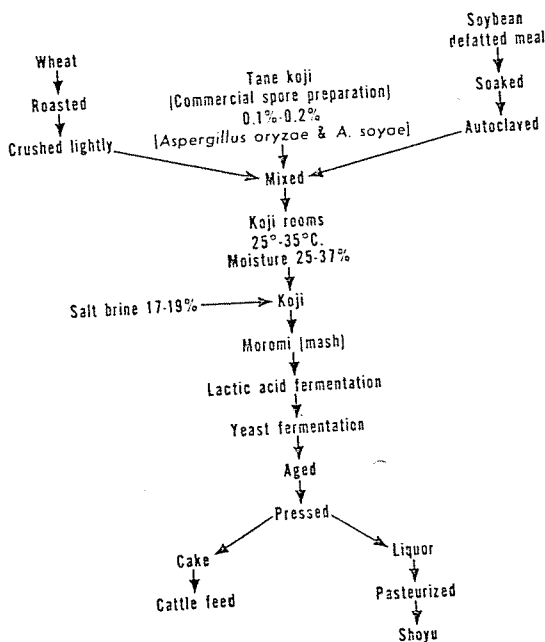 Soybean
defatted meal
Wheat
Tane koji
Soaked
Roasted
(Commercial spore preparation)
0.1%-0.2%
Autoclaved
Crushed lightly
[Aspergillus oryzae & A. soyae]
Mixed
Koji rooms
25°-35°C.
Moisture 25-37%
Salt brine 17-19%
Koji
Moromi (mash)
Lactic acid fermentation
Yeast fermentation
Aged
Pressed
Cake
Liquor
Cattle feed
Pasteurized
Shoyu